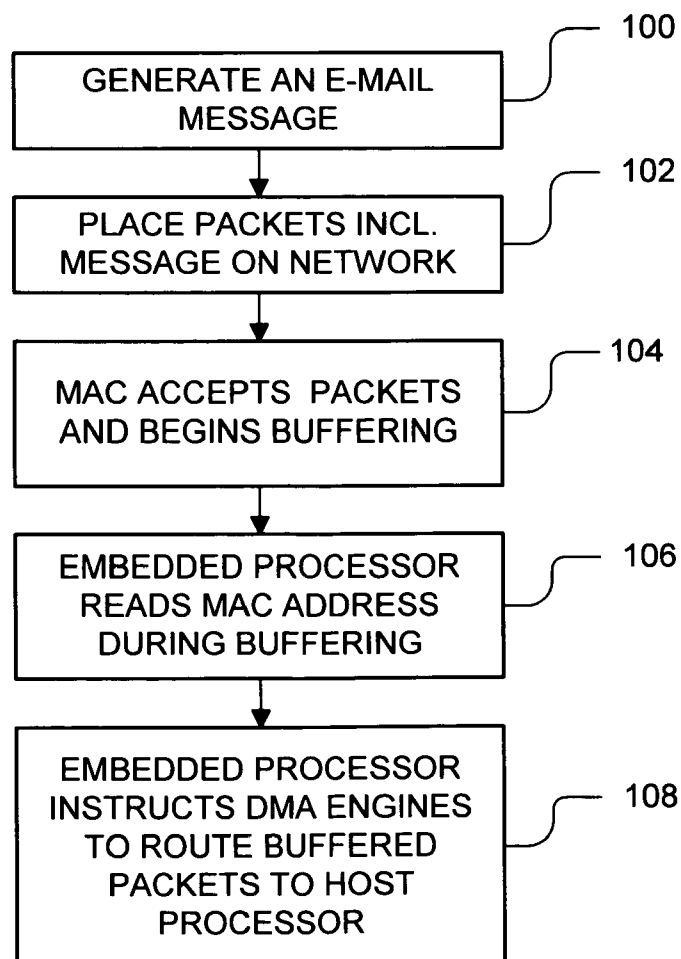 100
GENERATE AN E-MAIL
MESSAGE
102
PLACE PACKETS INCL.
MESSAGE ON NETWORK
104
MAC ACCEPTS PACKETS
AND BEGINS BUFFERING
106
EMBEDDED PROCESSOR
READS MAC ADDRESS
DURING BUFFERING
108
EMBEDDED PROCESSOR
INSTRUCTS DMA ENGINES
TO ROUTE BUFFERED
PACKETS TO HOST
PROCESSOR